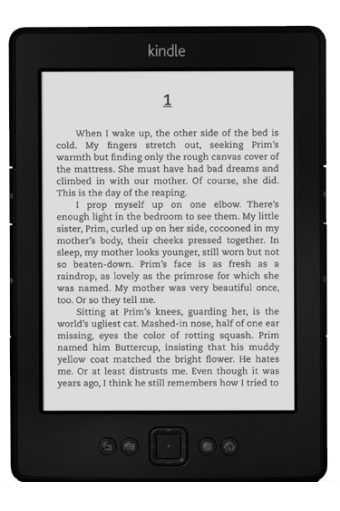 kindle
1
When I wake up, the other side of the bed is
cold. My fingers stretch out, seeking Prim's
warmth but finding only the rough canvas cover of
the mattress. She must have had bad dreams and
climbed in with our mother. Of course, she did.
This is the day of the reaping.
I prop myself up on one elbow. There's
enough light in the bedroom to see them. My little
sister, Prim, curled up on her side, cocooned in my
mother's body, their cheeks pressed together. In
sleep, my mother looks younger, still worn but not
so beaten-down. Prim's face is as fresh as a
raindrop, as lovely as the primrose for which she
was named. My mother was very beautiful once,
too. Or so they tell me.
Sitting at Prim's knees, guarding her, is the
world's ugliest cat. Mashed-in nose, half of one ear
missing, eyes the color of rotting squash. Prim
named him Buttercup, insisting that his muddy
yellow coat matched the bright flower. He hates
me. Or at least distrusts me. Even though it was
years ago, I think he still remembers how I tried to